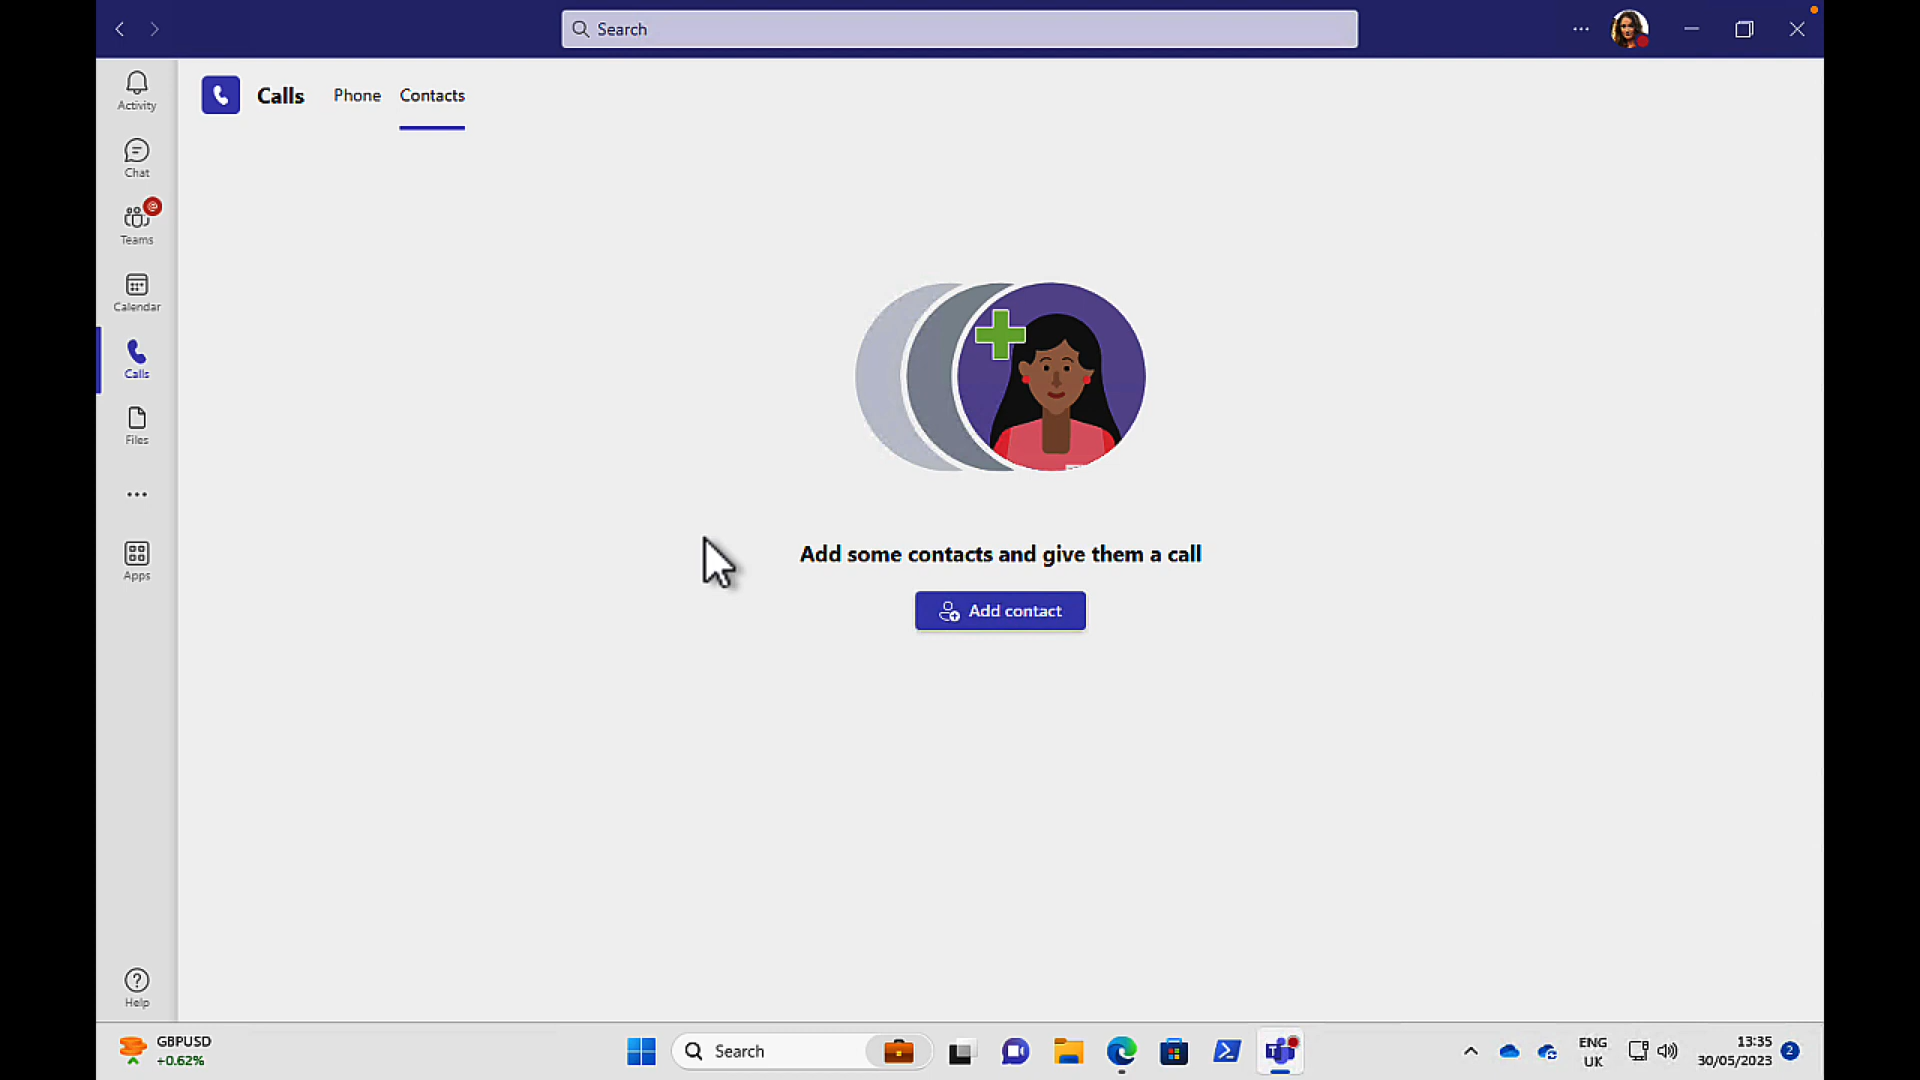 Search
Calls
Phone
Contacts
Activity
Chat
Teams
Calendar
Calls
Files
Apps
Help
Add some contacts and give them a call
Add contact
GBPUSD
+0.62%
Search
ENG
UK
13:35
30/05/2023
2